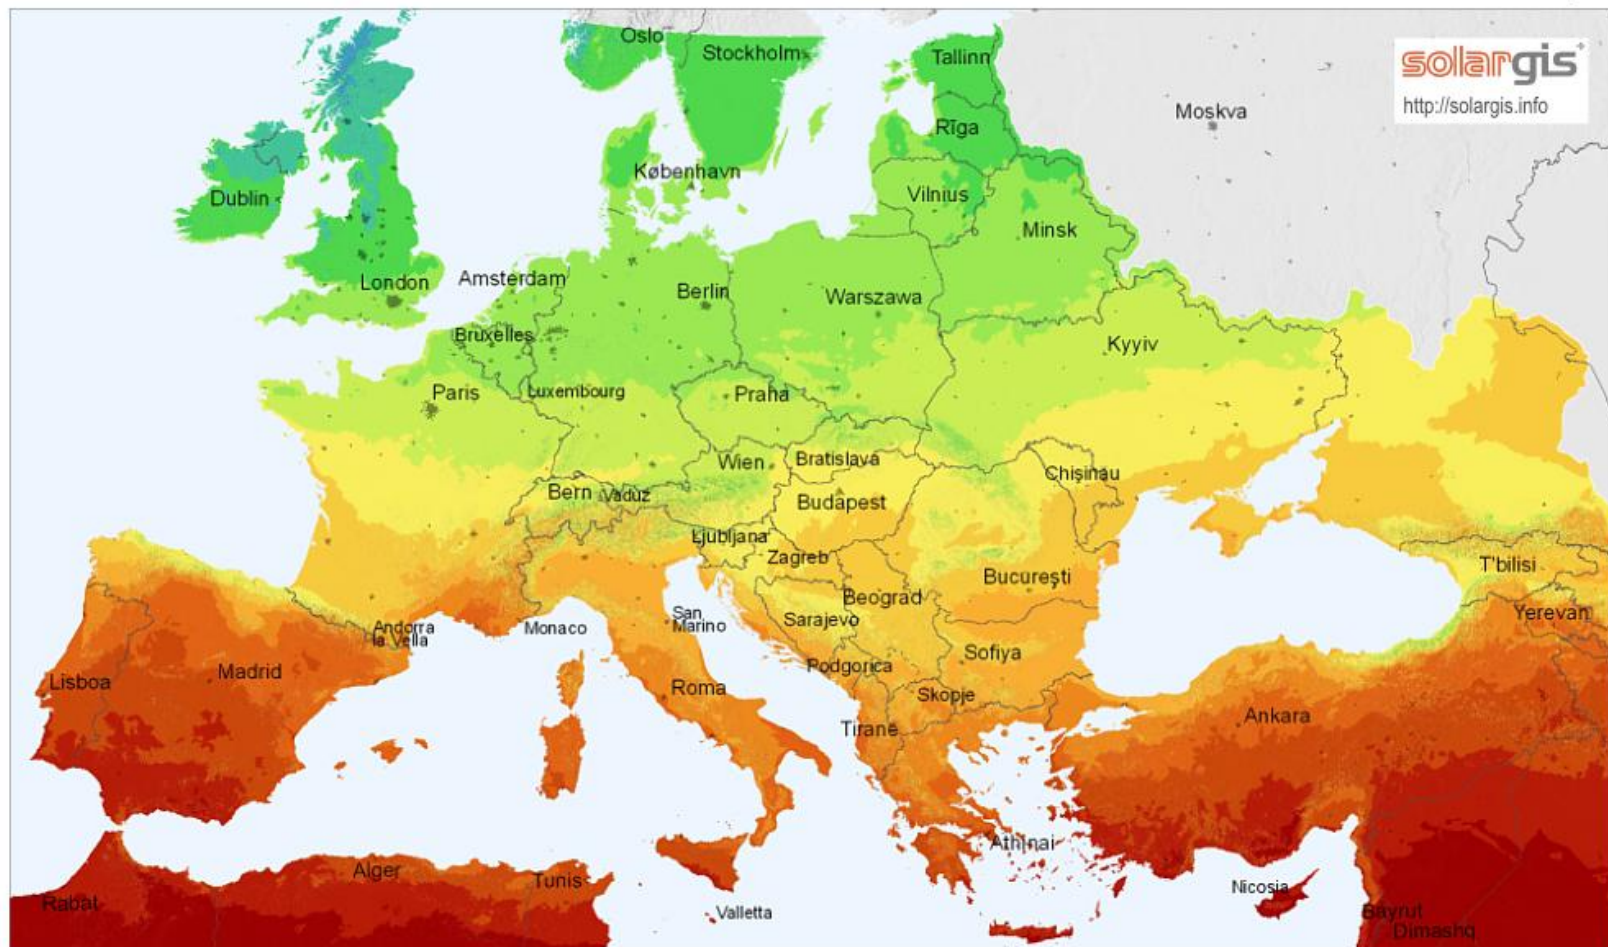 Oslo
Stockholm
Tallinn
solargis
http://solargis.info
Moskva
Rīga
København
Dublin
Vilnius
Minsk
London
Amsterdam
Berlin
Warszawa
Bruxelles
Kyyiv
Paris
Luxembourg
Praha
Wien
Bratislava
Chişinau
Bern
Vaduz
Budapest
Ljubljana
Zagreb
T'bilisi
Bucureşti
Beograd
Yerevan
San
Marino
Sarajevo
Andorra
la Vella
Monaco
Sofiya
Podgorica
Madrid
Lisboa
Roma
Skopje
Ankara
Tirane
Athinai
Alger
Tunis
Nicosia
Rabat
Valletta
Bayrut
Dimashq